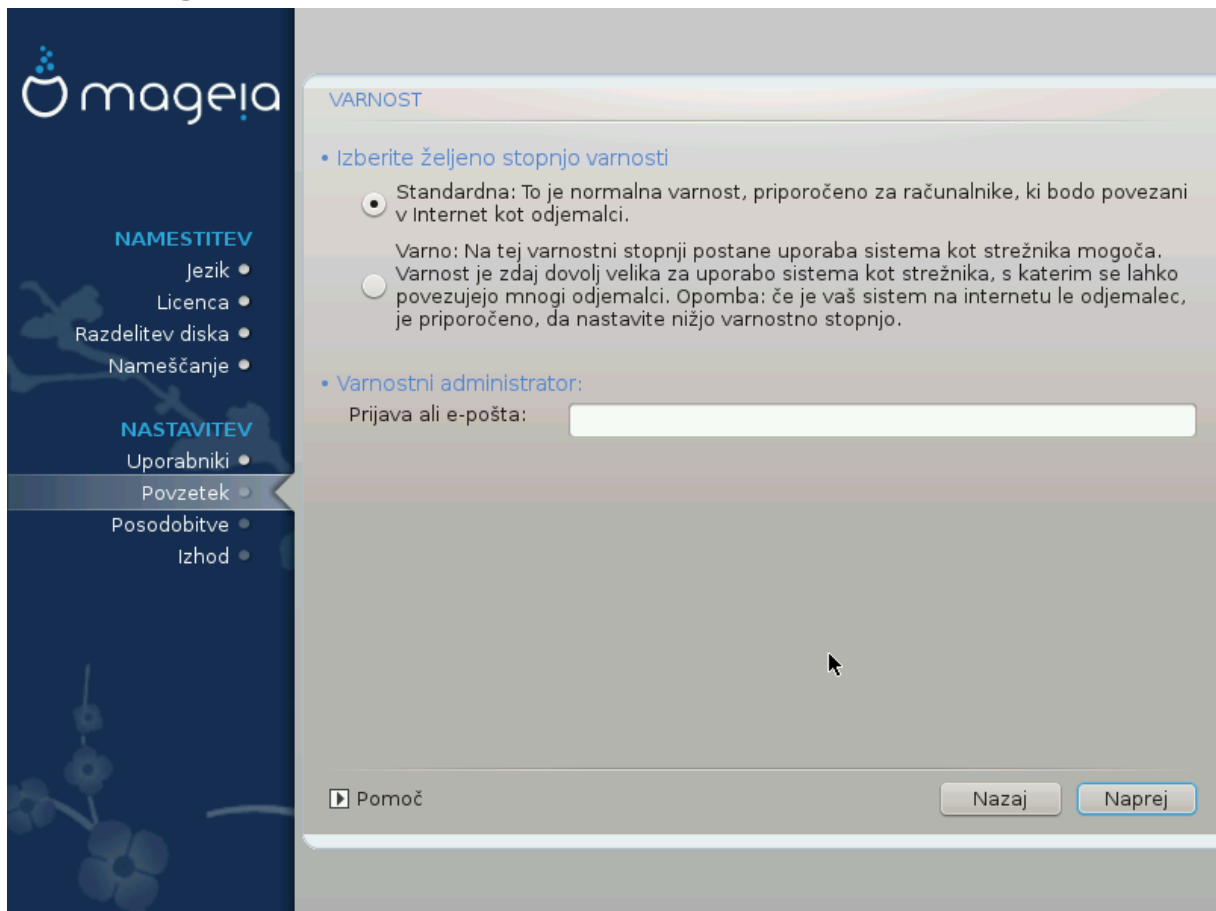 mageia
NAMESTITEV
Jezik
Licenca
Razdelitev diska
Nameščanje
NASTAVITEV
Uporabniki
Povzetek
Posodobitve
Izhod
VARNOST
• Izberite željeno stopnjo varnosti
Standardna: To je normalna varnost, priporočeno za računalnike, ki bodo povezani
v Internet kot odjemalci.
Varno: Na tej varnostni stopnji postane uporaba sistema kot strežnika mogoča.
Varnost je zdaj dovolj velika za uporabo sistema kot strežnika, s katerim se lahko
povezujejo mnogi odjemalci. Opomba: če je vaš sistem na internetu le odjemalec,
je priporočeno, da nastavite nižjo varnostno stopnjo.
• Varnostni administrator:
Prijava ali e-pošta:
Pomoč
Nazaj
Naprej